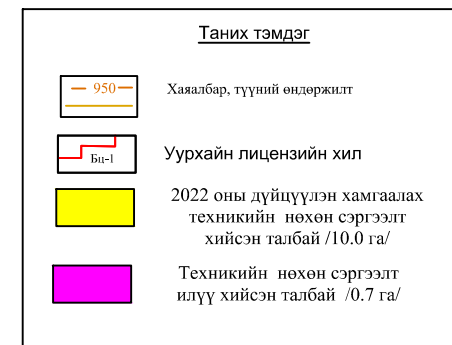 Таних тэмдэг
950
Хаяалбар, түүний өндөржилт
Бц-1
Уурхайн лицензийн хил
2022 оны дүйцүүлэн хамгаалах
техникийн нөхөн сэргээлт
хийсэн талбай /10.0 га/
Техникийн нөхөн сэргээлт
илүү хийсэн талбай /0.7 га/